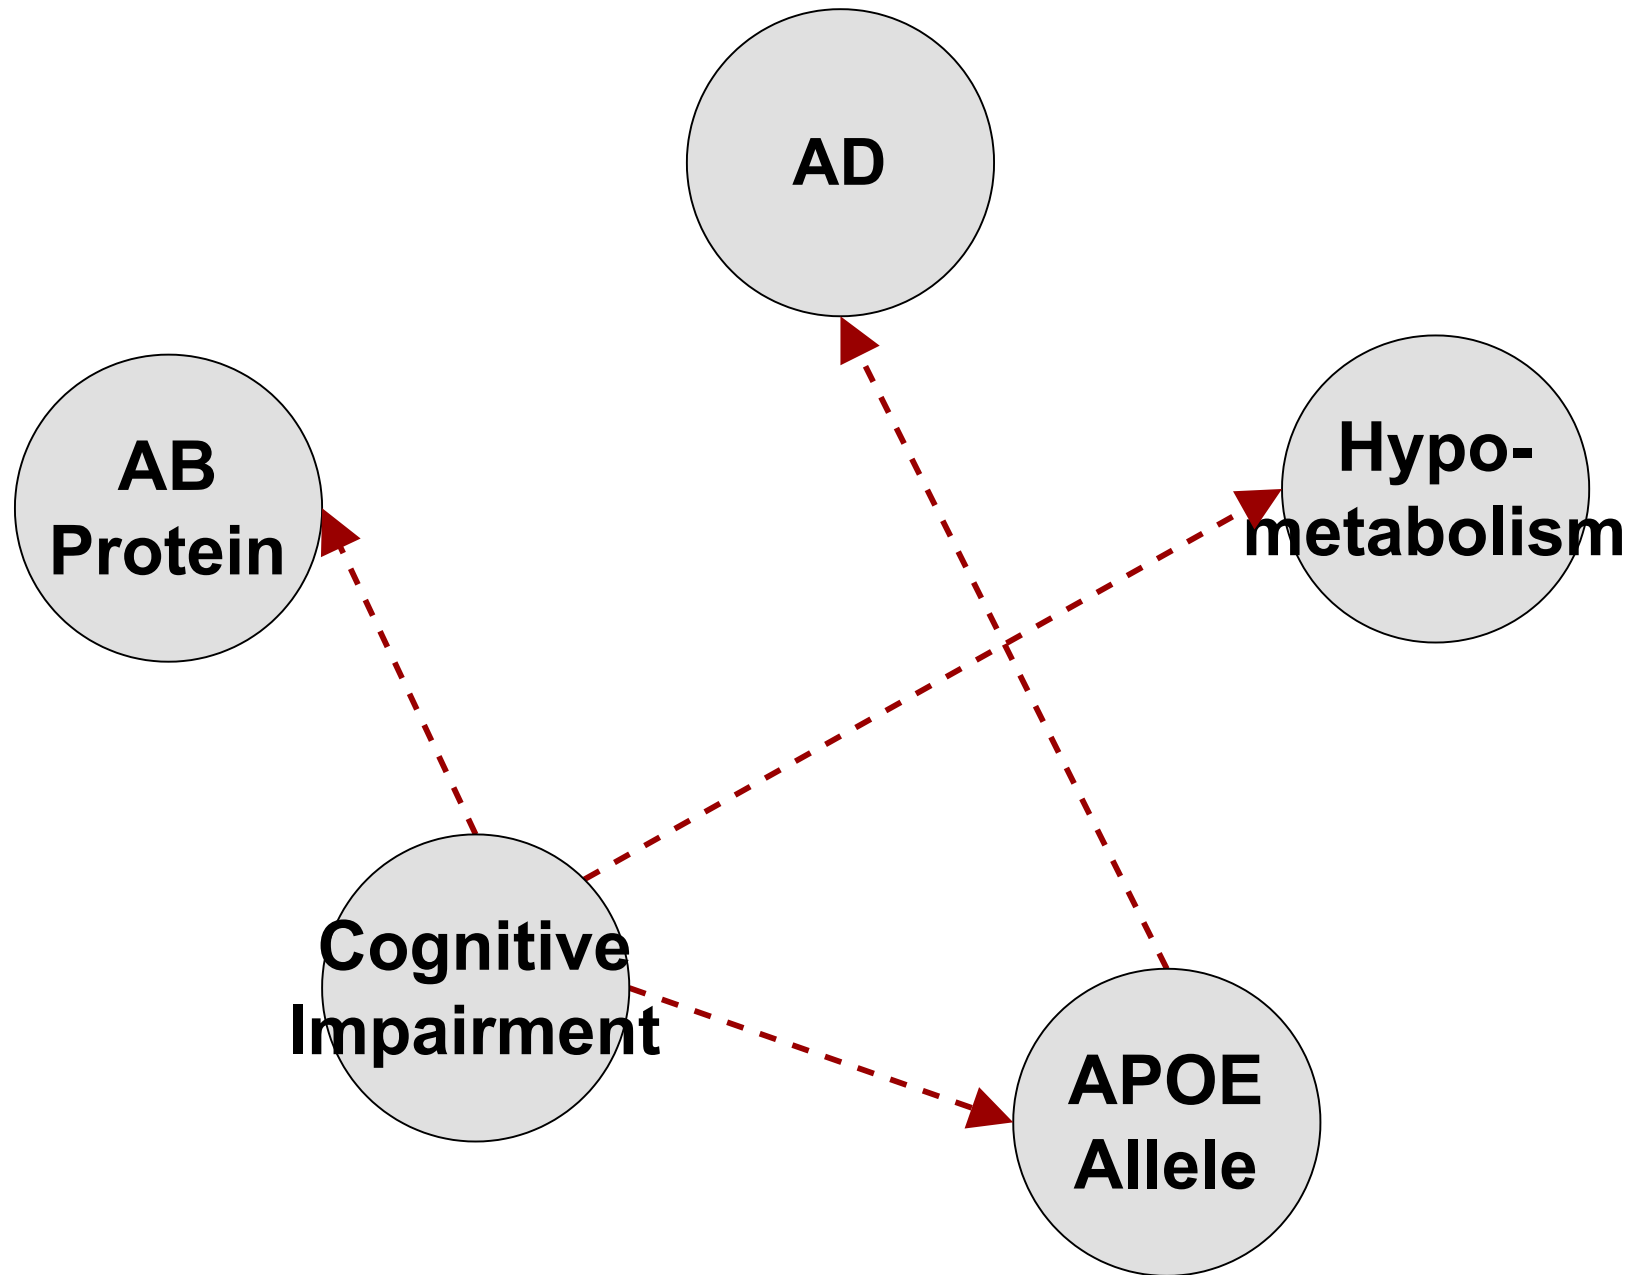 AD
AB
Protein
Hypo-
metabolism
Cognitive
Impairment
APOE
Allele